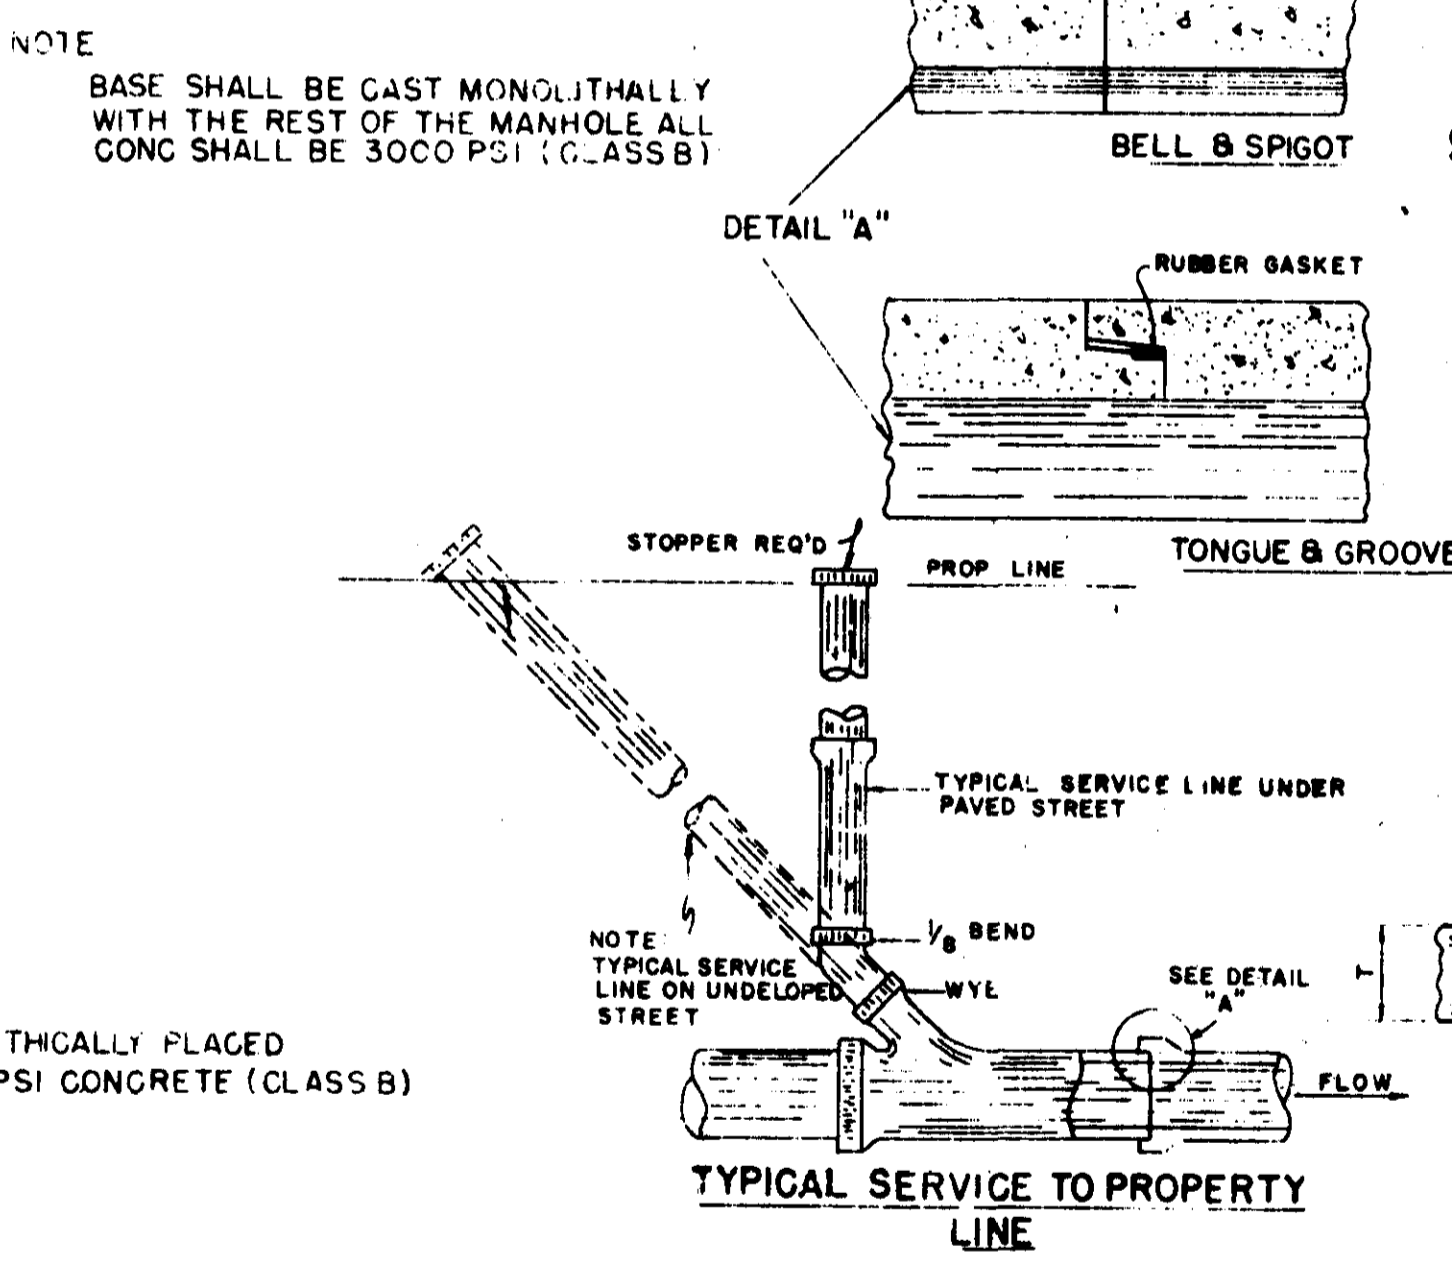 NOTE
BASE SHALL BE CAST MONOLITHALLY
WITH THE REST OF THE MANHOLE ALL
CONC SHALL BE 3000 PSI (CLASS B)
BELL & SPIGOT
DETAIL "A"
RUBBER GASKET
TONGUE & GROOVE
STOPPER REQ'D
PROP LINE
TYPICAL SERVICE LINE UNDER
PAVED STREET
1/8 BEND
WYE
NOTE:
TYPICAL SERVICE
LINE ON UNDELOPED
STREET
SEE DETAIL
"A"
T
THICALLY PLACED
PSI CONCRETE (CLASS B)
FLOW
TYPICAL SERVICE TO PROPERTY
LINE